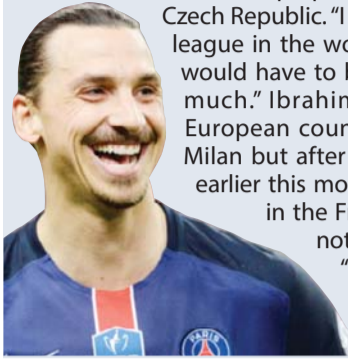 Czech Republic. “I
league in the wo
would have to b
much.” Ibrahim
European coun
Milan but after
earlier this mo
in the F
not
“
PARIS